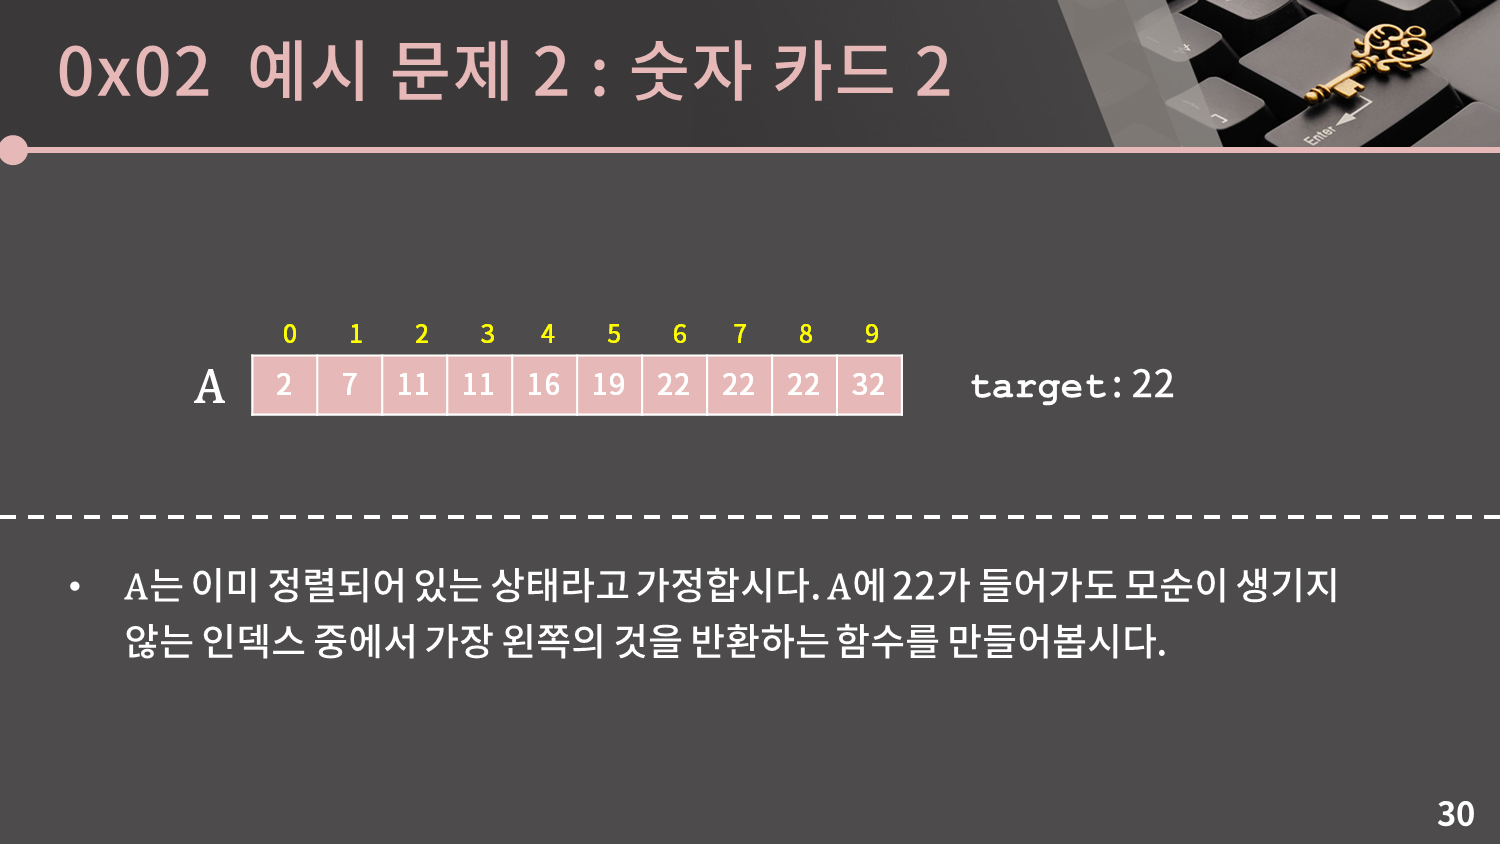 0x02 예시 문제 2 : 숫자 카드 2
Enter
0 1 2 3 4 5 6 7 8 9
A 2 7 11 11 16 19 22 22 22 32 target: 22
• A는 이미 정렬되어 있는 상태라고 가정합시다. A에 22가 들어가도 모순이 생기지
않는 인덱스 중에서 가장 왼쪽의 것을 반환하는 함수를 만들어봅시다.
30